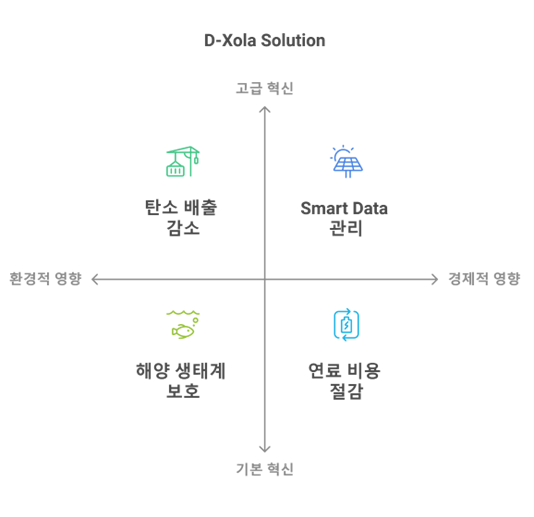 D-Xola Solution
고급 혁신
탄소 배출
감소
Smart Data
관리
환경적 영향
경제적 영향
해양 생태계
보호
연료 비용
절감
기본 혁신